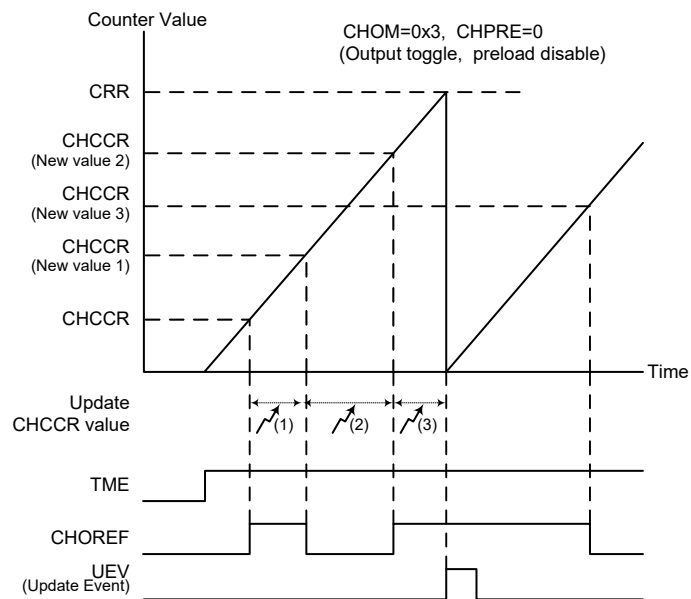 Counter Value
CHOM=0x3, CHPRE=0
(Output toggle, preload disable)
CRR
CHCCR
(New value 2)
CHCCR
(New value 3)
CHCCR
(New value 1)
CHCCR
Time
Update
CHCCR value
(1)
(2)
(3)
TME
CHOREF
UEV
(Update Event)